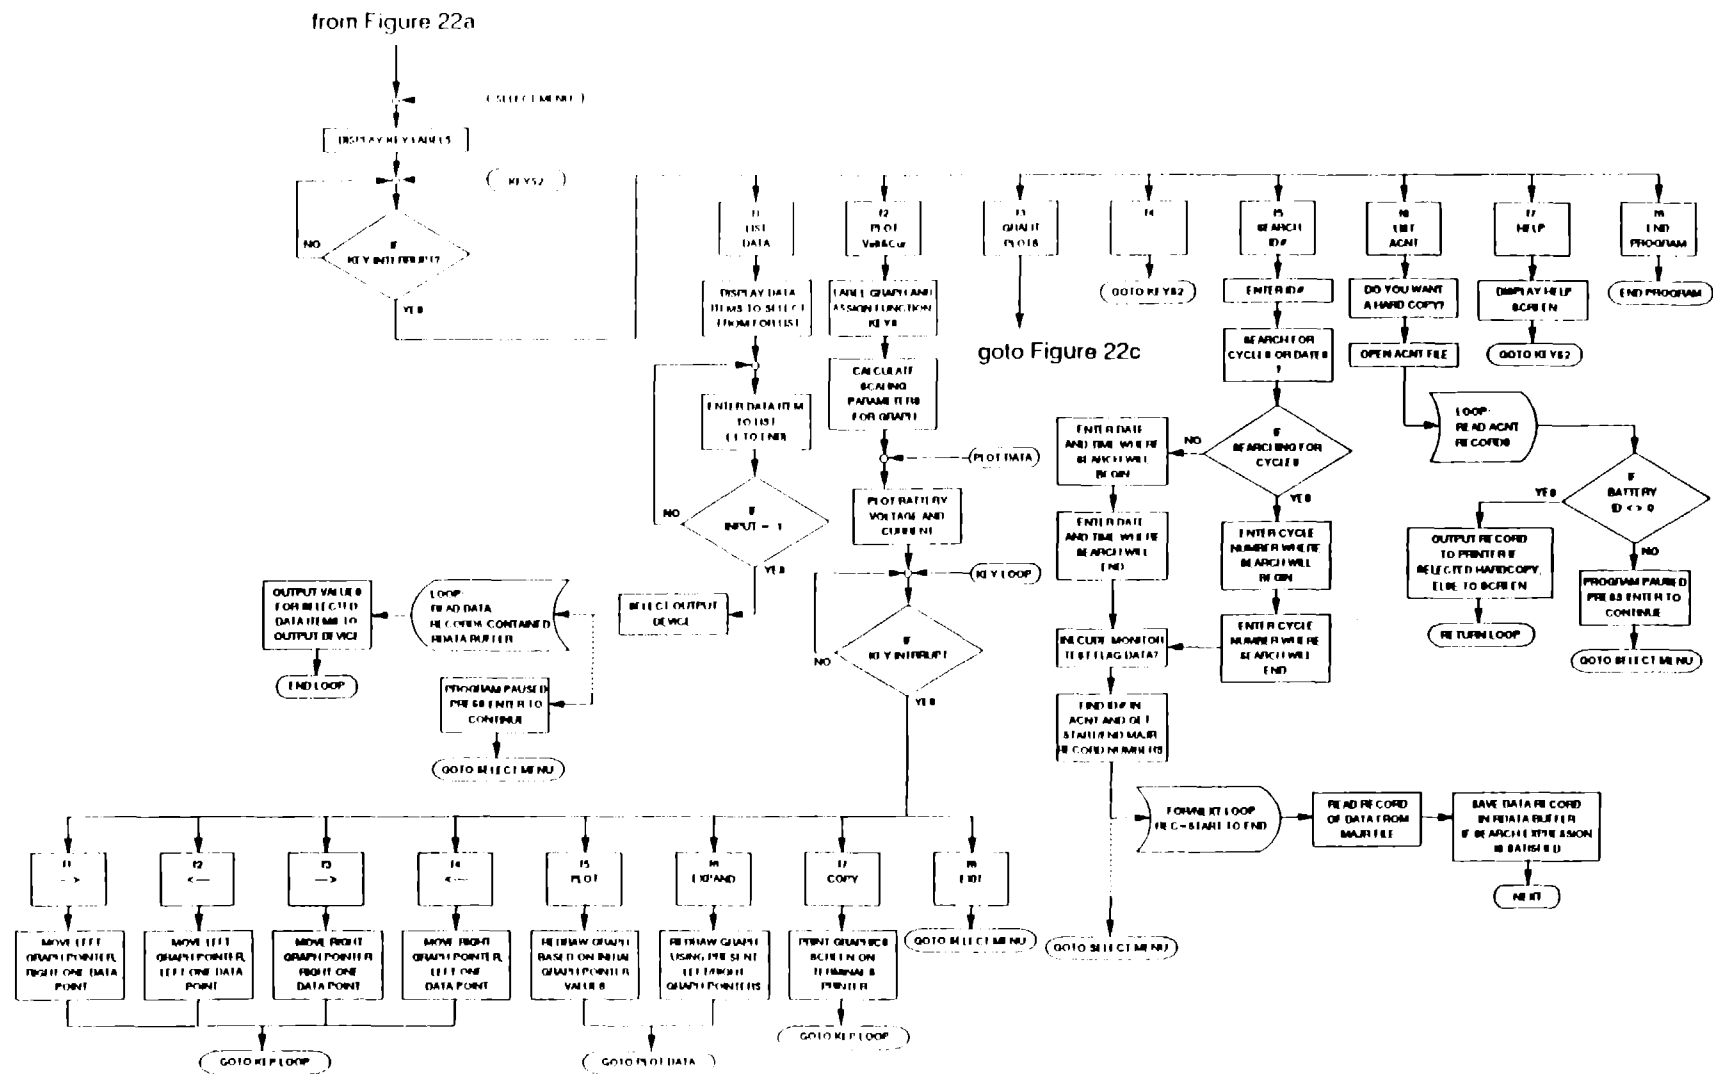 from Figure 22a
(SELECT MENU)
DISPLAY KEY LABELS
KEYS2
IF
KEY INTERRUPT?
NO
YES
f1
LIST
DATA
f2
PLOT
Volt&Cur
f3
PLOTS
f4
f5
SEARCH
ID#
f6
LIST
ACNT
f7
HELP
f8
END
PROGRAM
DISPLAY DATA
ITEMS TO SELECT
FROM FOR LIST
LABEL GRAPH AND
ASSIGN FUNCTION
KEYS
GOTO KEYS2
ENTER ID#
DO YOU WANT
A HARD COPY?
DISPLAY HELP
SCREEN
END PROGRAM
goto Figure 22c
SEARCH FOR
CYCLES OR DATES
?
OPEN ACNT FILE
GOTO KEYS2
CALCULATE
SCALING
PARAMETERS
FOR GRAPH
ENTER DATA ITEM
TO LIST
(-1 TO END)
PLOT DATA
ENTER DATE
AND TIME WHERE
SEARCH WILL
BEGIN
NO
IF
SEARCHING FOR
CYCLES
YES
LOOP:
READ ACNT
RECORDS
IF
BATTERY
ID <> 0
YES
NO
IF
INPUT = -1
NO
YES
PLOT BATTERY
VOLTAGE AND
CURRENT
ENTER DATE
AND TIME WHERE
SEARCH WILL
END
ENTER CYCLE
NUMBER WHERE
SEARCH WILL
BEGIN
OUTPUT RECORD
TO PRINTER IF
SELECTED HARDCOPY,
ELSE TO SCREEN
PROGRAM PAUSED
PRESS ENTER TO
CONTINUE
KEY LOOP
OUTPUT VALUES
FOR SELECTED
DATA ITEMS TO
OUTPUT DEVICE
LOOP:
READ DATA
RECORDS CONTAINED
RDATA BUFFER
SELECT OUTPUT
DEVICE
IF
KEY INTRRUPT
NO
YES
INLCUDE MONITOR
TEST FLAG DATA?
ENTER CYCLE
NUMBER WHERE
SEARCH WILL
END
RETURN LOOP
GOTO SELECT MENU
END LOOP
PROGRAM PAUSED
PRESS ENTER TO
CONTINUE
FIND ID# IN
ACNT AND GET
START/END MAJR
RECORD NUMBERS
GOTO SELECT MENU
FOR/NEXT LOOP
REC=START TO END
READ RECORD
OF DATA FROM
MAJR FILE
SAVE DATA RECORD
IN RDATA BUFFER
IF SEARCH EXPRESSION
IS SATISFIED
NEXT
f1
-->
f2
<---
f3
--->
f4
<---
f5
PLOT
f6
EXPAND
f7
COPY
f8
EXIT
MOVE LEFT
GRAPH POINTER,
RIGHT ONE DATA
POINT
MOVE LEFT
GRAPH POINTER,
LEFT ONE DATA
POINT
MOVE RIGHT
GRAPH POINTER
RIGHT ONE
DATA POINT
MOVE RIGHT
GRAPH POINTER,
LEFT ONE
DATA POINT
REDRAW GRAPH
BASED ON INITIAL
GRAPH POINTER
VALUES
REDRAW GRAPH
USING PRESENT
LEFT/RIGHT
GRAPH POINTERS
PRINT GRAPHICS
SCREEN ON
TERMINALS
PRINTER
GOTO SELECT MENU
GOTO SELECT MENU
GOTO KEP LOOP
GOTO PLOT DATA
GOTO KEP LOOP